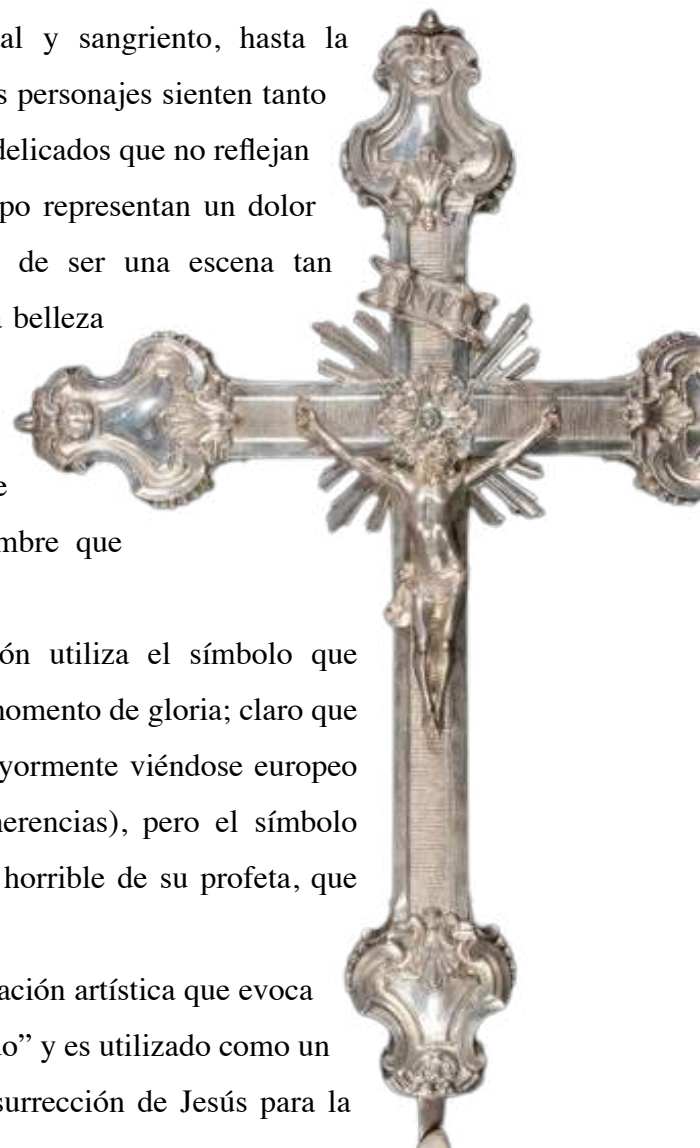 al y sangriento, hasta la
s personajes sienten tanto
delicados que no reflejan
po representan un dolor
de ser una escena tan
belleza
e
mbre que
ón utiliza el símbolo que
momento de gloria; claro que
yormente viéndose europeo
herencias), pero el símbolo
horrible de su profeta, que
ación artística que evoca
o” y es utilizado como un
surrección de Jesús para la